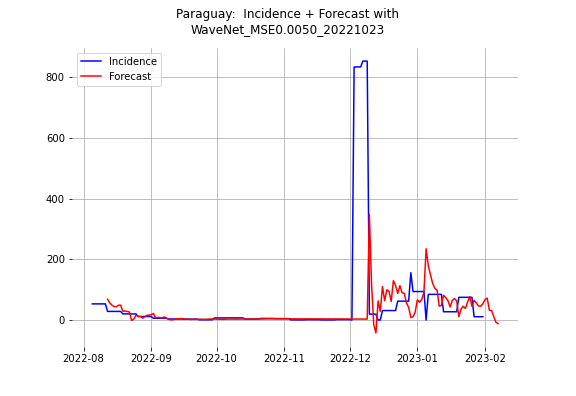 Paraguay:  Incidence + Forecast with
WaveNet_MSE0.0050_20221023
Incidence
Forecast
800
600
400
200
0
2022-08 2022-09 2022-10 2022-11 2022-12 2023-01 2023-02